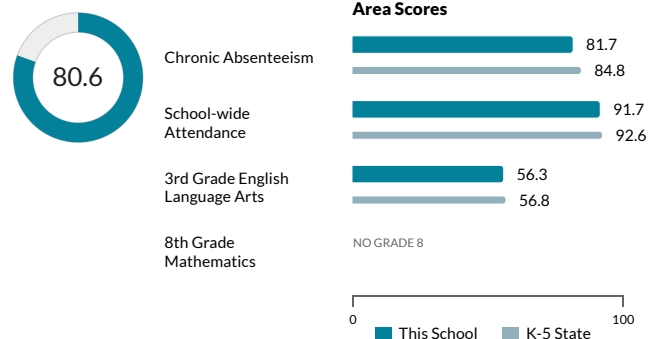 Area Scores
80.6
Chronic Absenteeism
81.7
84.8
School-wide
Attendance
91.7
92.6
3rd Grade English
Language Arts
56.3
56.8
8th Grade
Mathematics
NO GRADE 8
0
100
This School
K-5 State